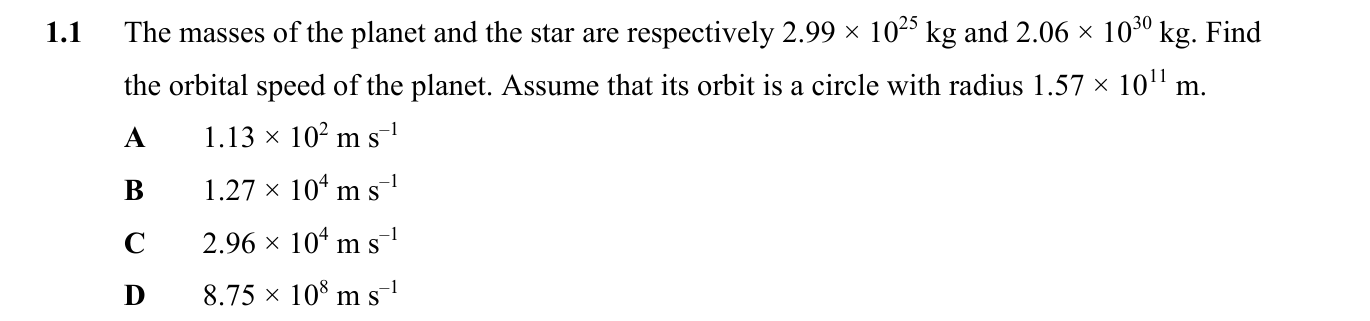 1.1 The masses of the planet and the star are respectively 2.99 × 10²⁵ kg and 2.06 × 10³⁰ kg. Find
the orbital speed of the planet. Assume that its orbit is a circle with radius 1.57 × 10¹¹ m.
A 1.13 × 10² m s⁻¹
B 1.27 × 10⁴ m s⁻¹
C 2.96 × 10⁴ m s⁻¹
D 8.75 × 10⁸ m s⁻¹